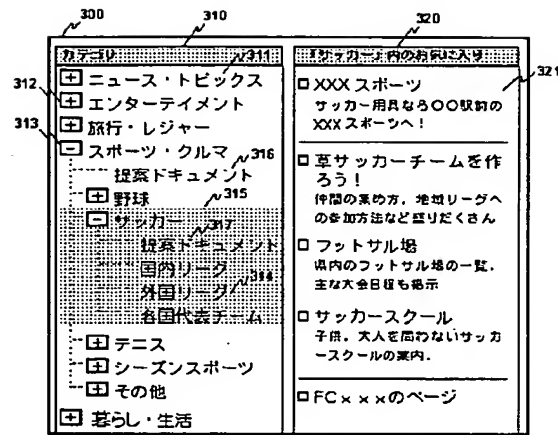 300
310
320
カテゴリ
311
312
田 ニュース・トピックス
田 エンターテイメント
313
田 旅行・レジャー
スポーツ・クルマ
316
提案ドキュメント
315
野球
サッカー
317
提案ドキュメント
国内リーグ
314
外国リーグ
各国代表チーム
テニス
シーズンスポーツ
その他
暮らし・生活
「サッカー」内のお気に入り
321
XXX スポーツ
サッカー用具なら〇〇駅前の
XXX スポーツへ！
草サッカーチームを作
ろう！
仲間の集め方，地域リーグへ
の参加方法など盛りだくさん
フットサル場
県内のフットサル場の一覧．
主な大会日程も掲示
サッカースクール
子供，大人を問わないサッカ
ースクールの案内．
FC×××のページ